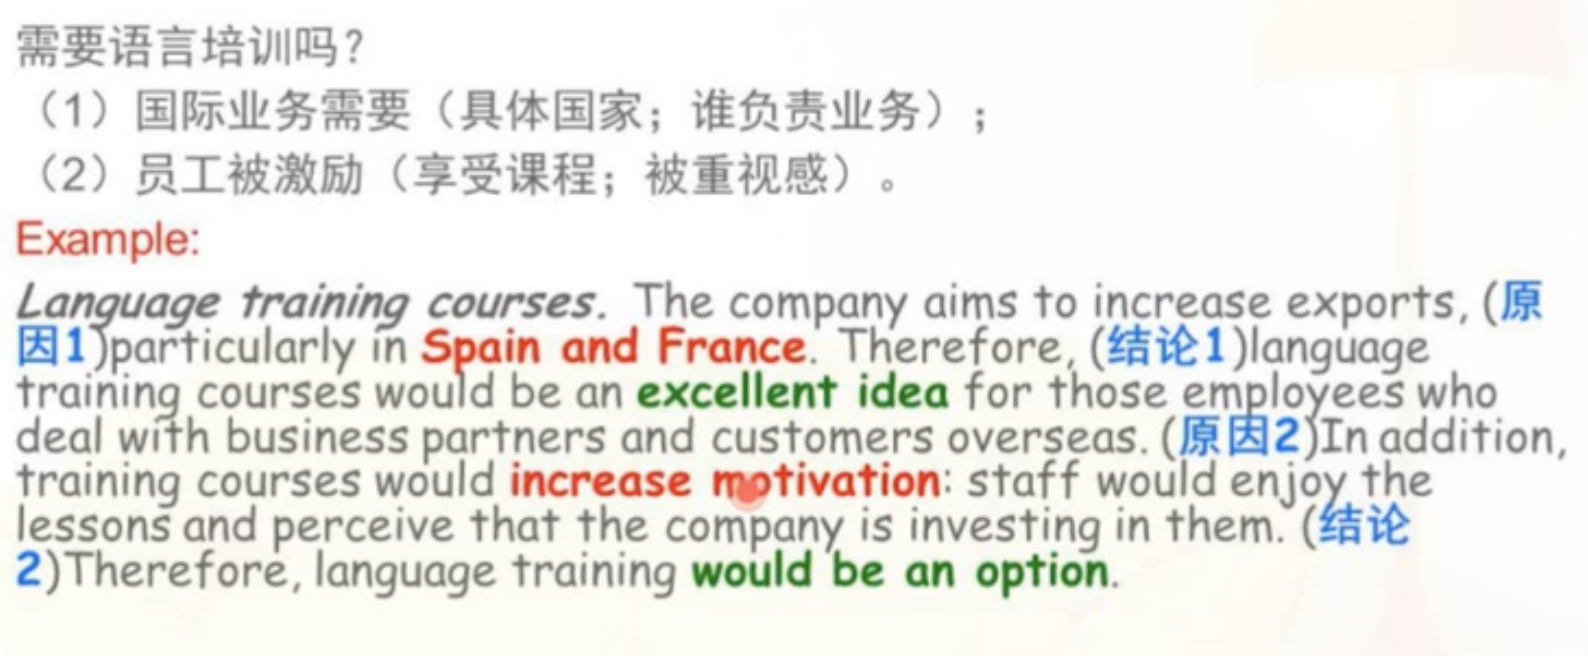 需要语言培训吗？
（1）国际业务需要（具体国家；谁负责业务）；
（2）员工被激励（享受课程；被重视感）。
Example:
Language training courses. The company aims to increase exports, (原
因1)particularly in Spain and France. Therefore, (结论1)language
training courses would be an excellent idea for those employees who
deal with business partners and customers overseas. (原因2)In addition,
training courses would increase motivation: staff would enjoy the
lessons and perceive that the company is investing in them. (结论
2)Therefore, language training would be an option.